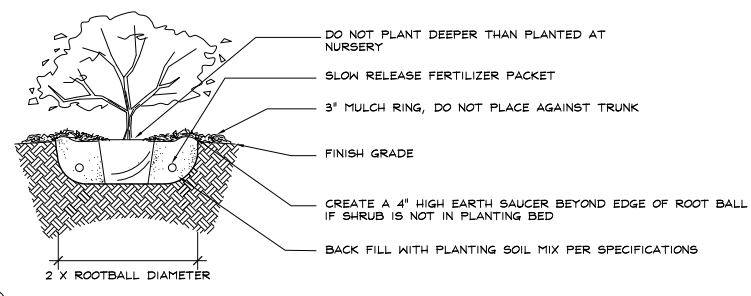 DO NOT PLANT DEEPER THAN PLANTED AT
NURSERY
SLOW RELEASE FERTILIZER PACKET
3" MULCH RING, DO NOT PLACE AGAINST TRUNK
FINISH GRADE
CREATE A 4" HIGH EARTH SAUCER BEYOND EDGE OF ROOT BALL
IF SHRUB IS NOT IN PLANTING BED
BACK FILL WITH PLANTING SOIL MIX PER SPECIFICATIONS
2 X ROOTBALL DIAMETER